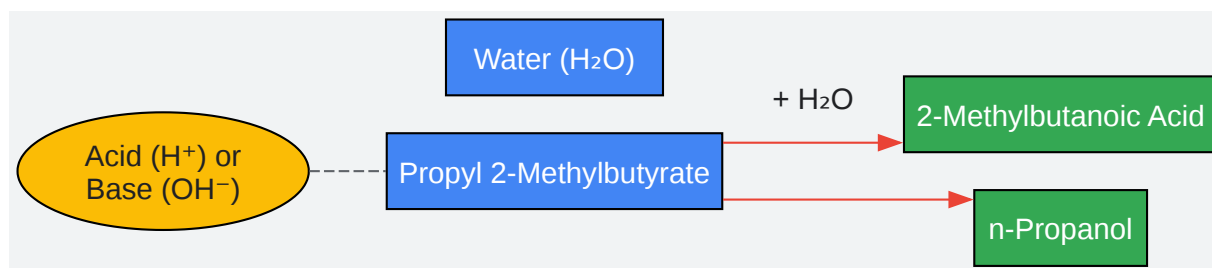 Water (H₂O)
+ H₂O
2-Methylbutanoic Acid
Acid (H⁺) or
Base (OH⁻)
Propyl 2-Methylbutyrate
n-Propanol